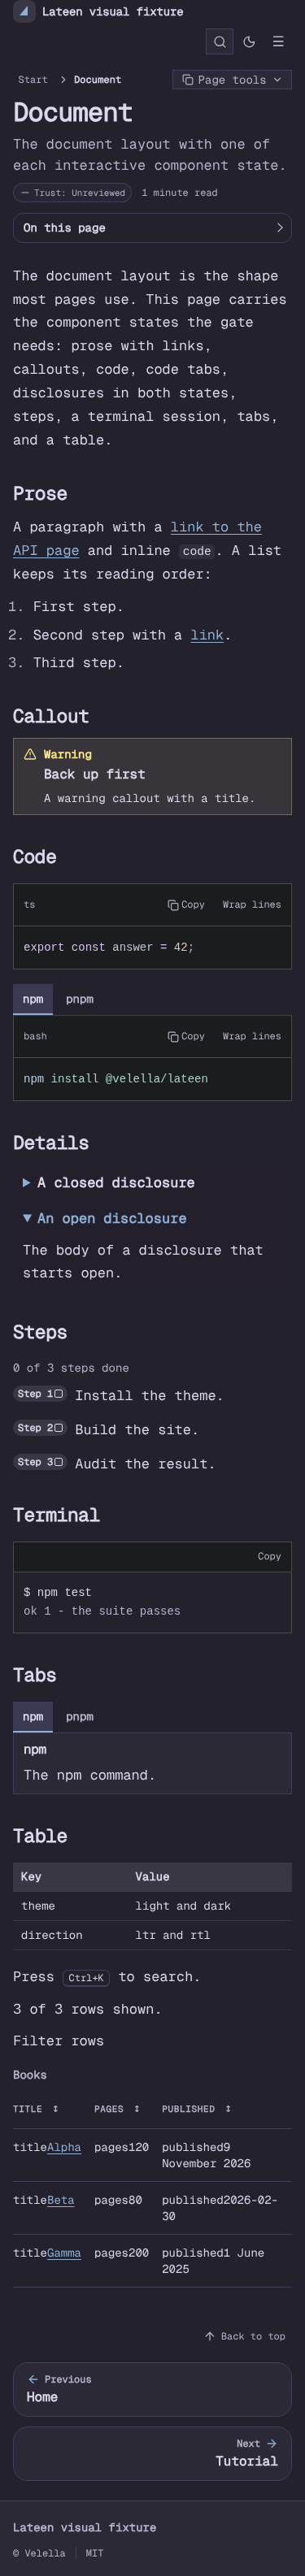 Lateen visual fixture
Page tools
Start > Document
Document
The document layout with one of
each interactive component state.
— Trust: Unreviewed 1 minute read
On this page
The document layout is the shape
most pages use. This page carries
the component states the gate
needs: prose with links,
callouts, code, code tabs,
disclosures in both states,
steps, a terminal session, tabs,
and a table.
Prose
A paragraph with a link to the
API page and inline code. A list
keeps its reading order:
1. First step.
2. Second step with a link.
3. Third step.
Callout
Warning
Back up first
A warning callout with a title.
Code
ts Copy Wrap lines
export const answer = 42;
npm pnpm
bash Copy Wrap lines
npm install @velella/lateen
Details
A closed disclosure
An open disclosure
The body of a disclosure that
starts open.
Steps
0 of 3 steps done
Step 1 Install the theme.
Step 2 Build the site.
Step 3 Audit the result.
Terminal
Copy
$ npm test
ok 1 - the suite passes
Tabs
npm pnpm
npm
The npm command.
Table
Key Value
theme light and dark
direction ltr and rtl
Press Ctrl+K to search.
3 of 3 rows shown.
Filter rows
Books
TITLE ↕ PAGES ↕ PUBLISHED ↕
titleAlpha pages120 published9
November 2026
titleBeta pages80 published2026-02-
30
titleGamma pages200 published1 June
2025
↑ Back to top
← Previous
Home
Next →
Tutorial
Lateen visual fixture
© Velella MIT